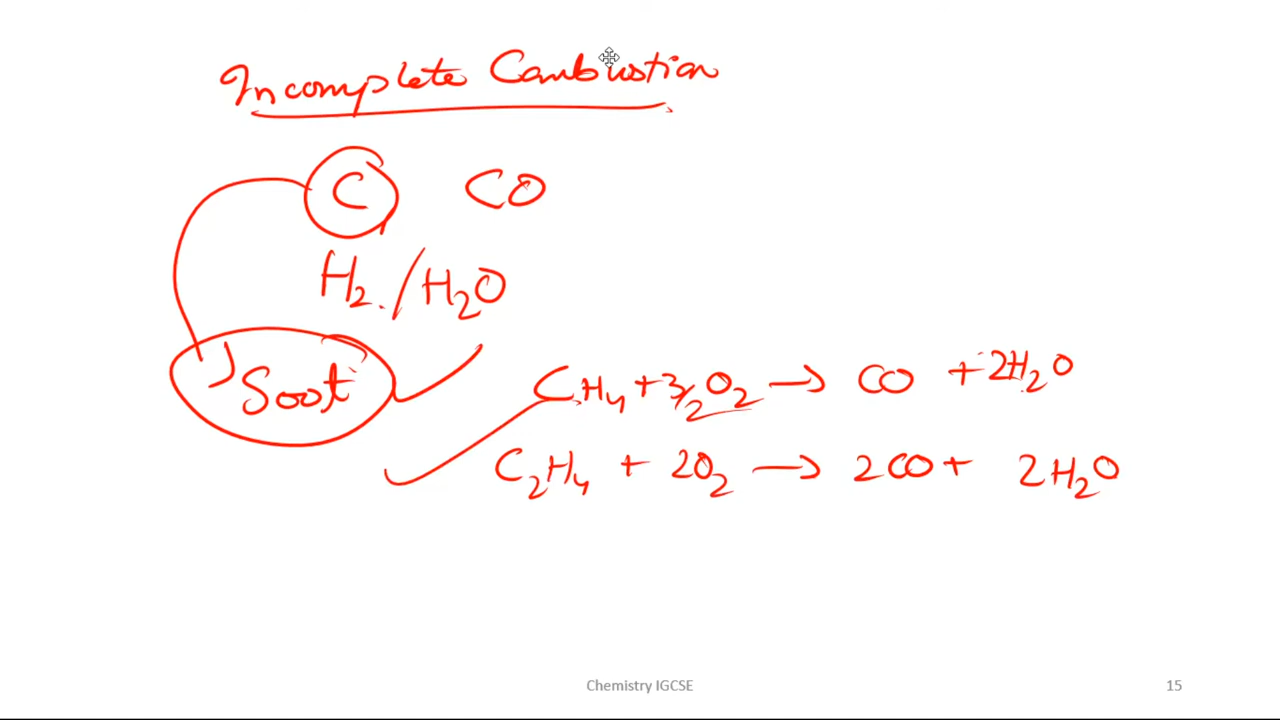 Incomplete Combustion
C CO
H₂ / H₂O
Soot
CH₄ + 3/2 O₂ → CO + 2H₂O
C₂H₄ + 2O₂ → 2CO + 2H₂O
Chemistry IGCSE 15